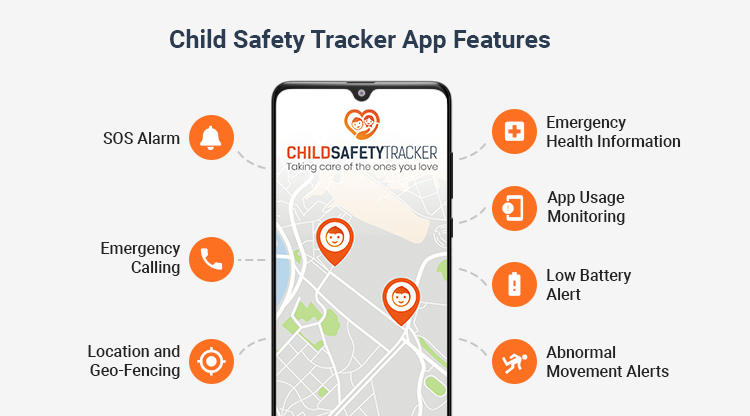 Child Safety Tracker App Features
SOS Alarm
Emergency
Calling
Location and
Geo-Fencing
CHILDSAFETYTRACKER
Taking care of the ones you love
Emergency
Health Information
App Usage
Monitoring
Low Battery
Alert
Abnormal
Movement Alerts